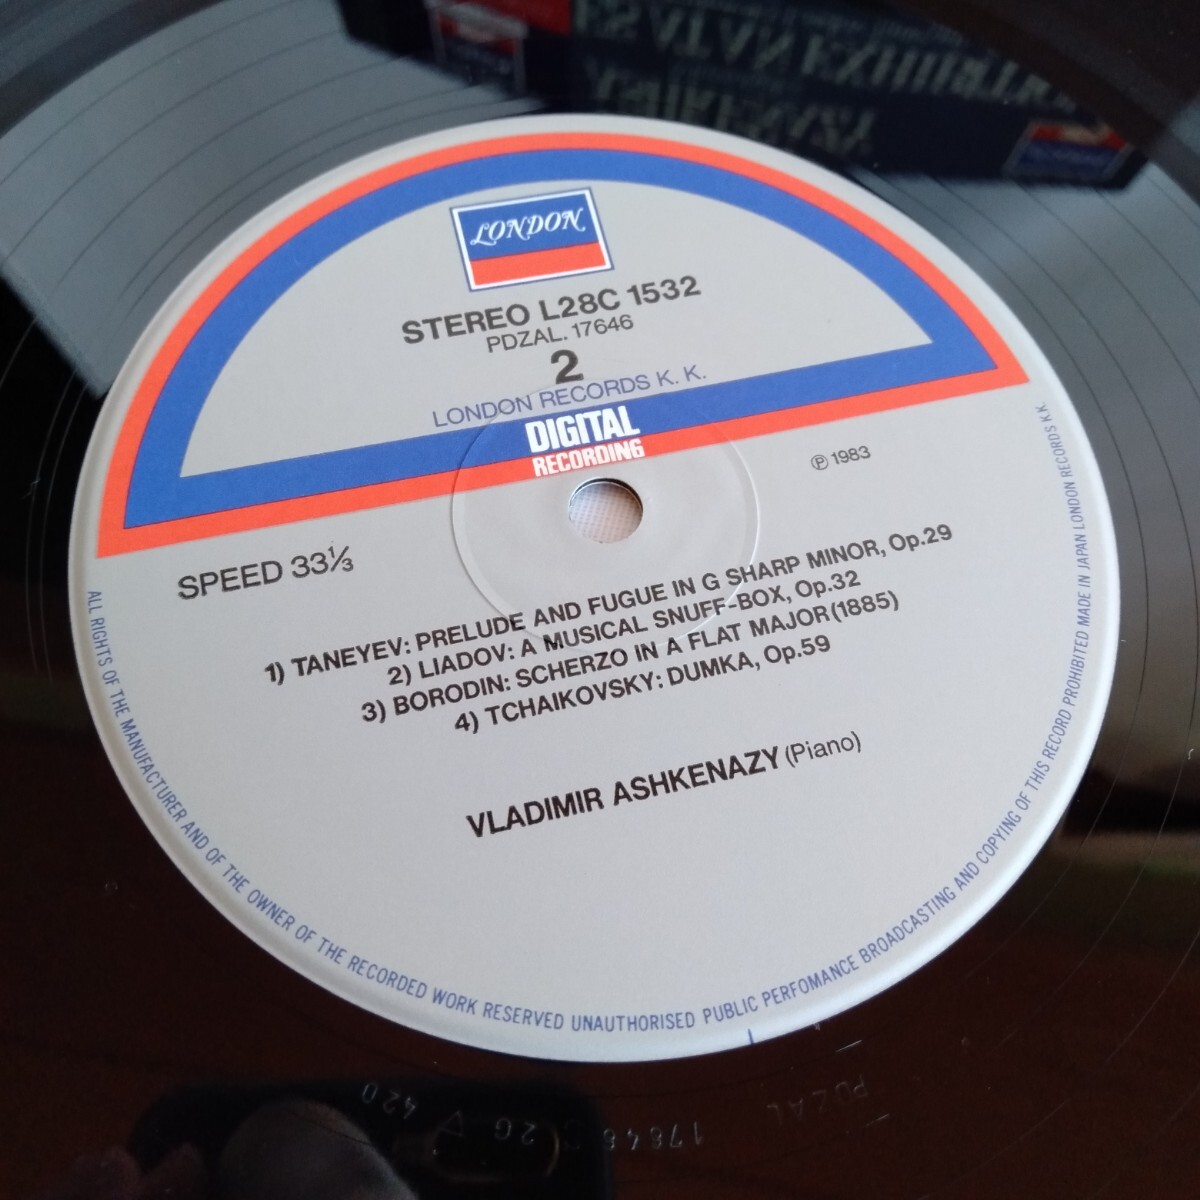 LONDON
STEREO L28C 1532
PDZAL. 17646
2
LONDON RECORDS K. K.
DIGITAL
RECORDING
℗ 1983
SPEED 33⅓
1) TANEYEV: PRELUDE AND FUGUE IN G SHARP MINOR, Op.29
2) LIADOV: A MUSICAL SNUFF-BOX, Op.32
3) BORODIN: SCHERZO IN A FLAT MAJOR(1885)
4) TCHAIKOVSKY: DUMKA, Op.59
VLADIMIR ASHKENAZY (Piano)
ALL RIGHTS OF THE MANUFACTURER AND OF THE OWNER OF THE RECORDED WORK RESERVED UNAUTHORISED PUBLIC PERFOMANCE BROADCASTING AND COPYING OF THIS RECORD PROHIBITED MADE IN JAPAN LONDON RECORDS K.K.
PDZAL
17646
2G ▽ 420